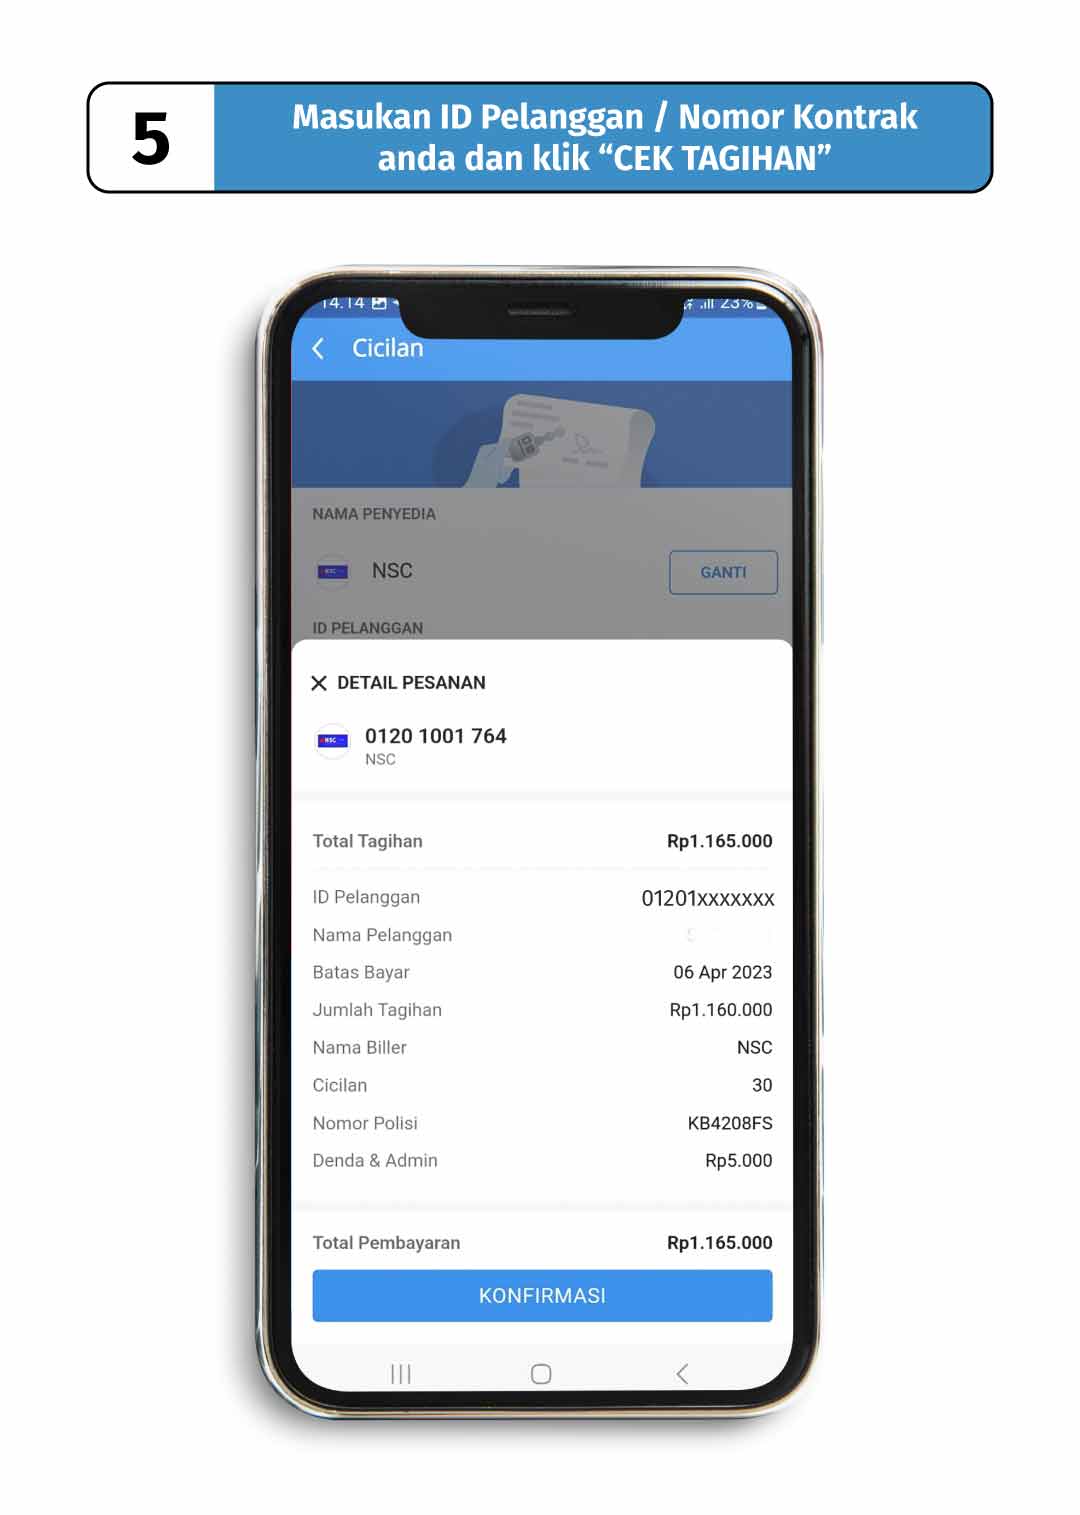 5
Masukan ID Pelanggan / Nomor Kontrak
anda dan klik “CEK TAGIHAN”
14.14
23%
Cicilan
NAMA PENYEDIA
NSC
NSC
GANTI
ID PELANGGAN
DETAIL PESANAN
NSC
0120 1001 764
NSC
Total Tagihan Rp1.165.000
ID Pelanggan 01201xxxxxxx
Nama Pelanggan
Batas Bayar 06 Apr 2023
Jumlah Tagihan Rp1.160.000
Nama Biller NSC
Cicilan 30
Nomor Polisi KB4208FS
Denda & Admin Rp5.000
Total Pembayaran Rp1.165.000
KONFIRMASI